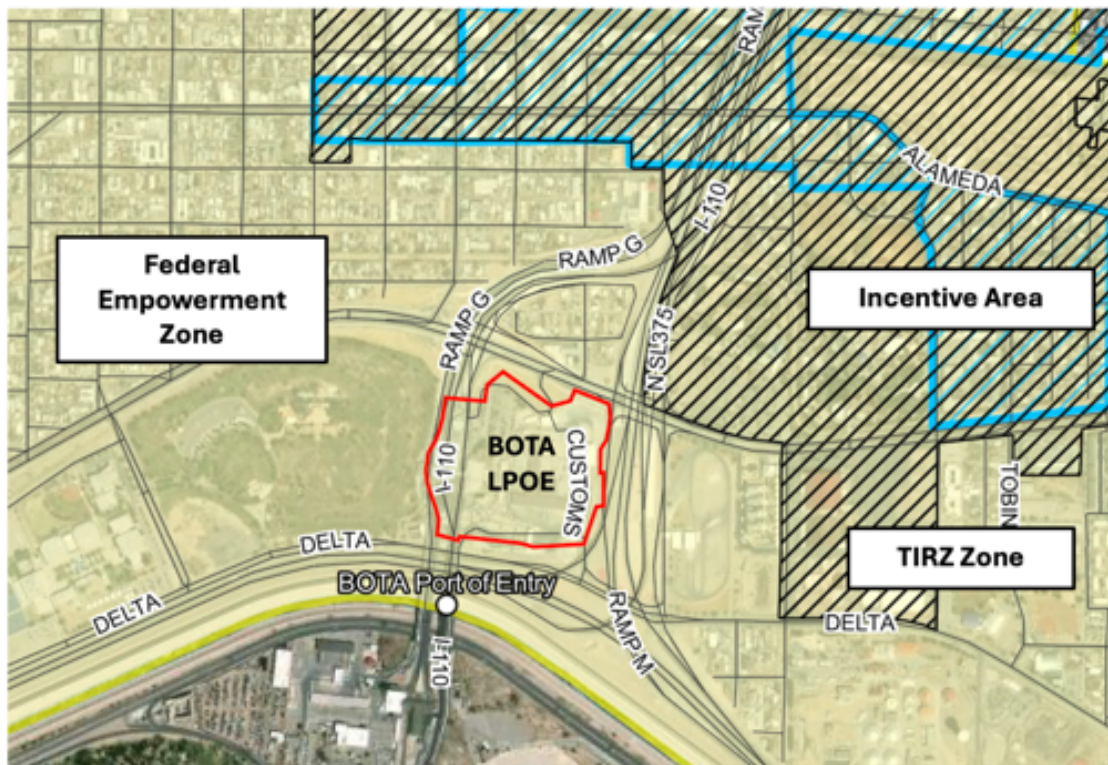 RAM
ALAMEDA
I-110
RAMP G
Federal
Empowerment
Zone
Incentive Area
RAMP G
N SL375
BOTA
LPOE
I-110
CUSTOMS
TOBIN
DELTA
TIRZ Zone
BOTA Port of Entry
DELTA
RAMP M
DELTA
I-110